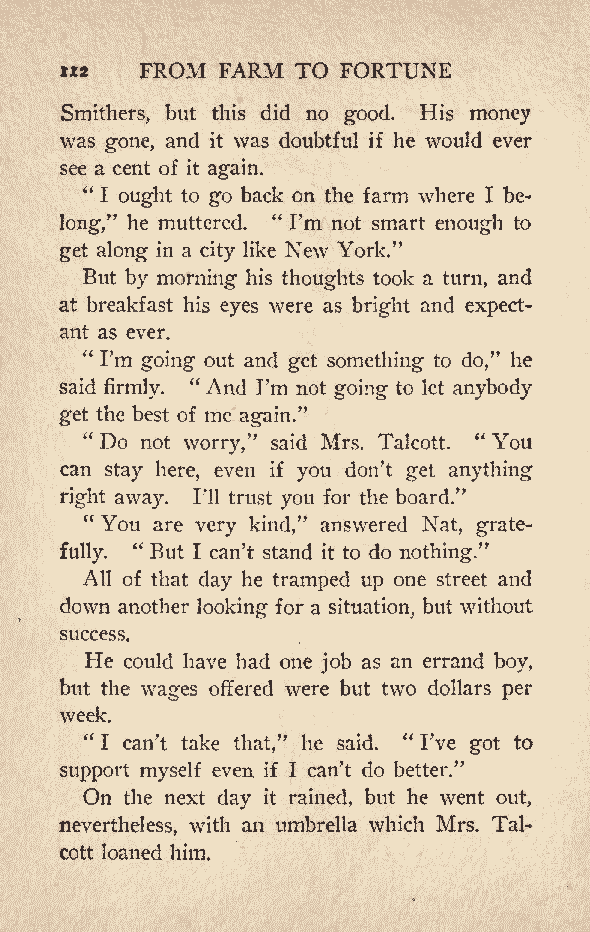 112 FROM FARM TO FORTUNE
Smithers, but this did no good. His money
was gone, and it was doubtful if he would ever
see a cent of it again.
“ I ought to go back on the farm where I be-
long,” he muttered. “ I’m not smart enough to
get along in a city like New York.”
But by morning his thoughts took a turn, and
at breakfast his eyes were as bright and expect-
ant as ever.
“ I’m going out and get something to do,” he
said firmly. “ And I’m not going to let anybody
get the best of me again.”
“ Do not worry,” said Mrs. Talcott. “ You
can stay here, even if you don’t get anything
right away. I’ll trust you for the board.”
“ You are very kind,” answered Nat, grate-
fully. “ But I can’t stand it to do nothing.”
All of that day he tramped up one street and
down another looking for a situation, but without
success.
He could have had one job as an errand boy,
but the wages offered were but two dollars per
week.
“ I can’t take that,” he said. “ I’ve got to
support myself even if I can’t do better.”
On the next day it rained, but he went out,
nevertheless, with an umbrella which Mrs. Tal-
cott loaned him.